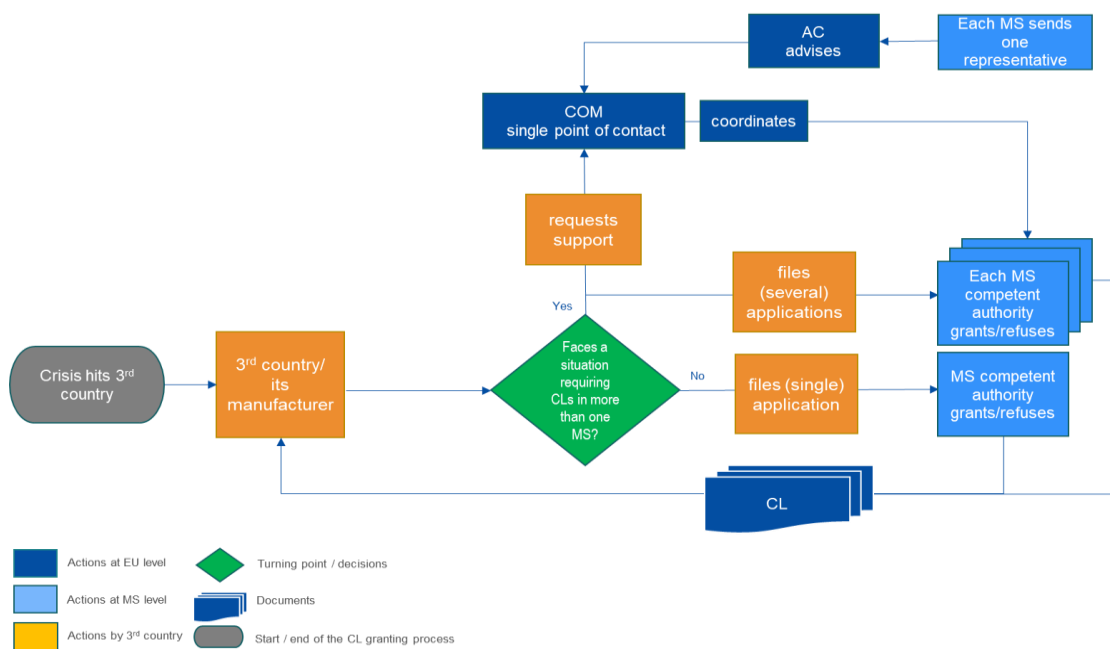 AC
advises
Each MS sends
one
representative
COM
single point of contact
coordinates
requests
support
files
(several)
applications
Each MS
competent
authority
grants/refuses
Yes
Crisis hits 3rd
country
3rd country/
its
manufacturer
Faces a
situation
requiring
CLs in more
than one
MS?
No
files (single)
application
MS competent
authority
grants/refuses
CL
Actions at EU level
Turning point / decisions
Actions at MS level
Documents
Actions by 3rd country
Start / end of the CL granting process